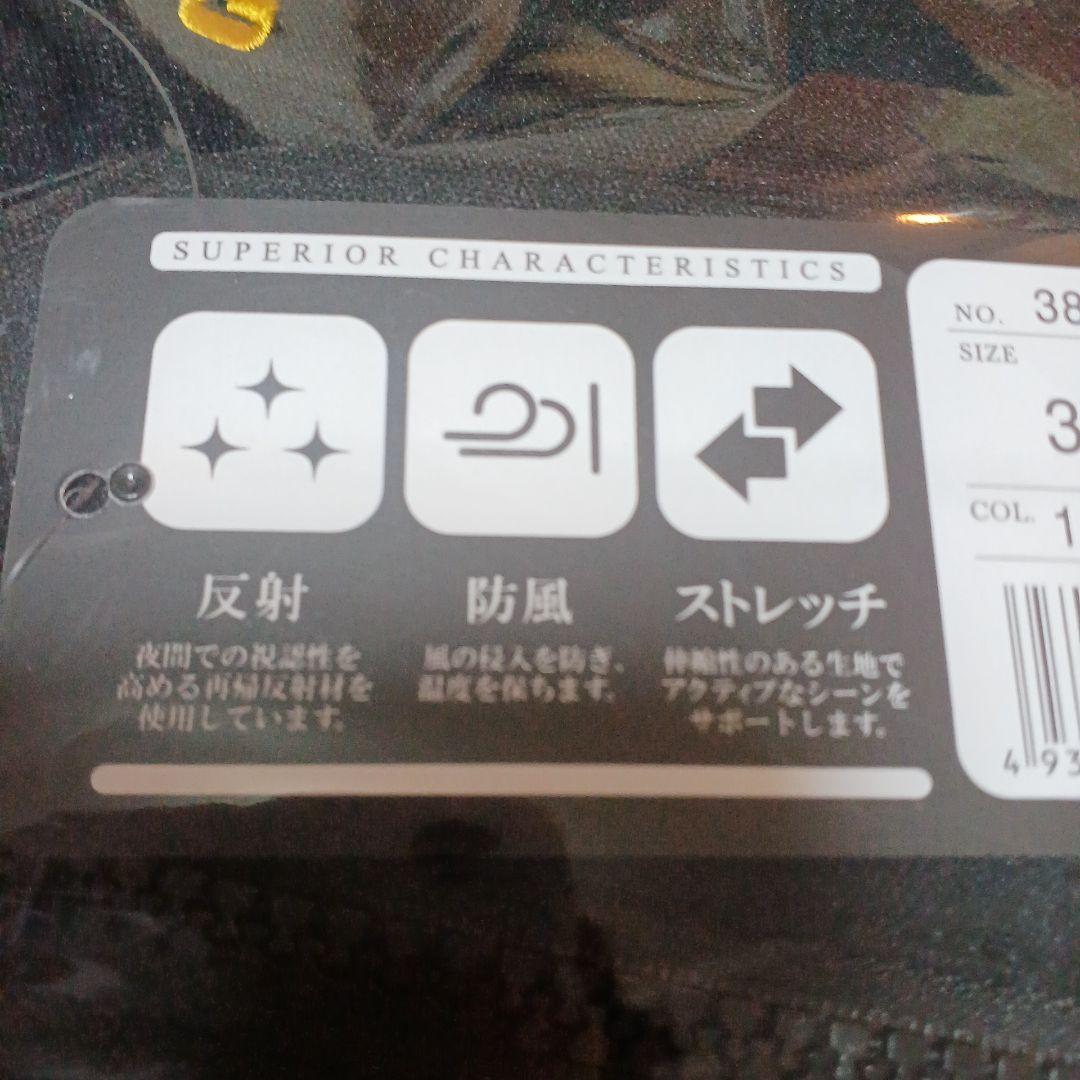 SUPERIOR CHARACTERISTICS
反射
夜間での視認性を
高める再帰反射材を
使用しています。
防風
風の侵入を防ぎ、
温度を保ちます。
ストレッチ
伸縮性のある生地で
アクティブなシーンを
サポートします。
NO. 38
SIZE
3
COL. 1
4 93